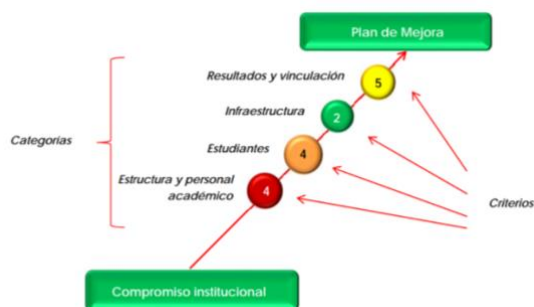 Plan de Mejora
Resultados y vinculación
5
Infraestructura
2
Categorías
Estudiantes
4
Estructura y personal
académico
4
Criterios
Compromiso institucional